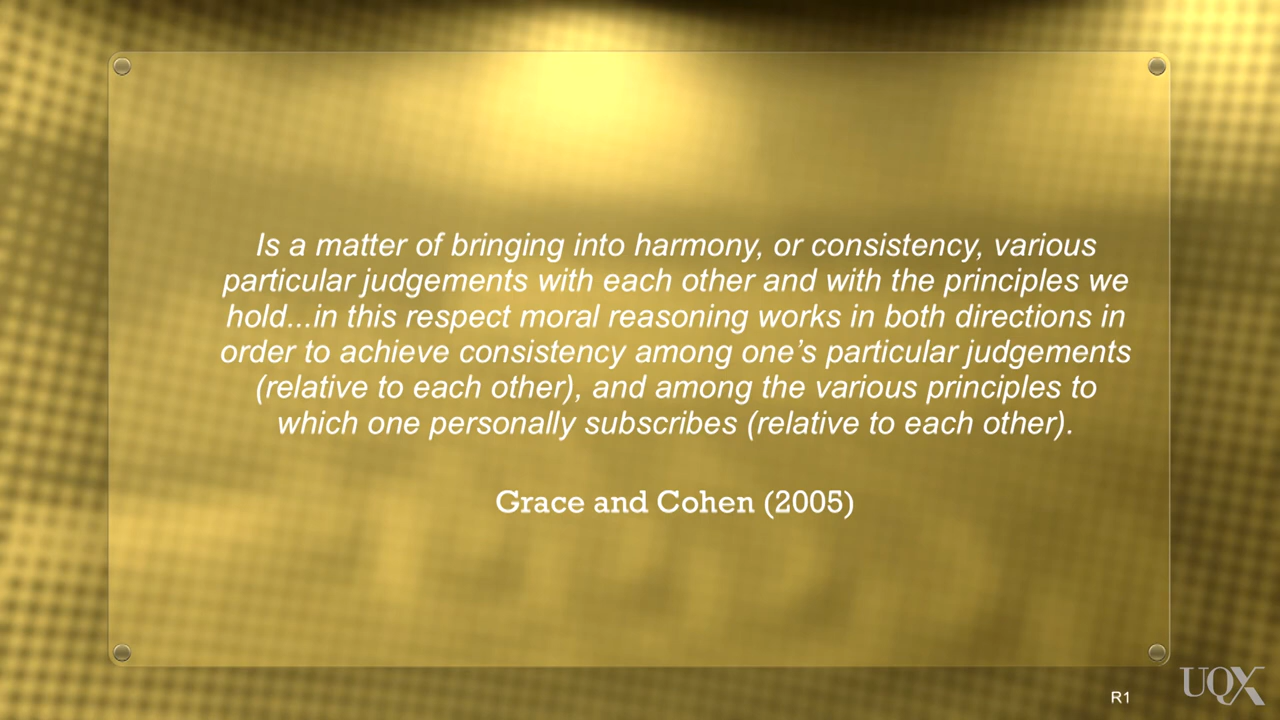 Is a matter of bringing into harmony, or consistency, various
particular judgements with each other and with the principles we
hold...in this respect moral reasoning works in both directions in
order to achieve consistency among one’s particular judgements
(relative to each other), and among the various principles to
which one personally subscribes (relative to each other).
Grace and Cohen (2005)
R1
UQX